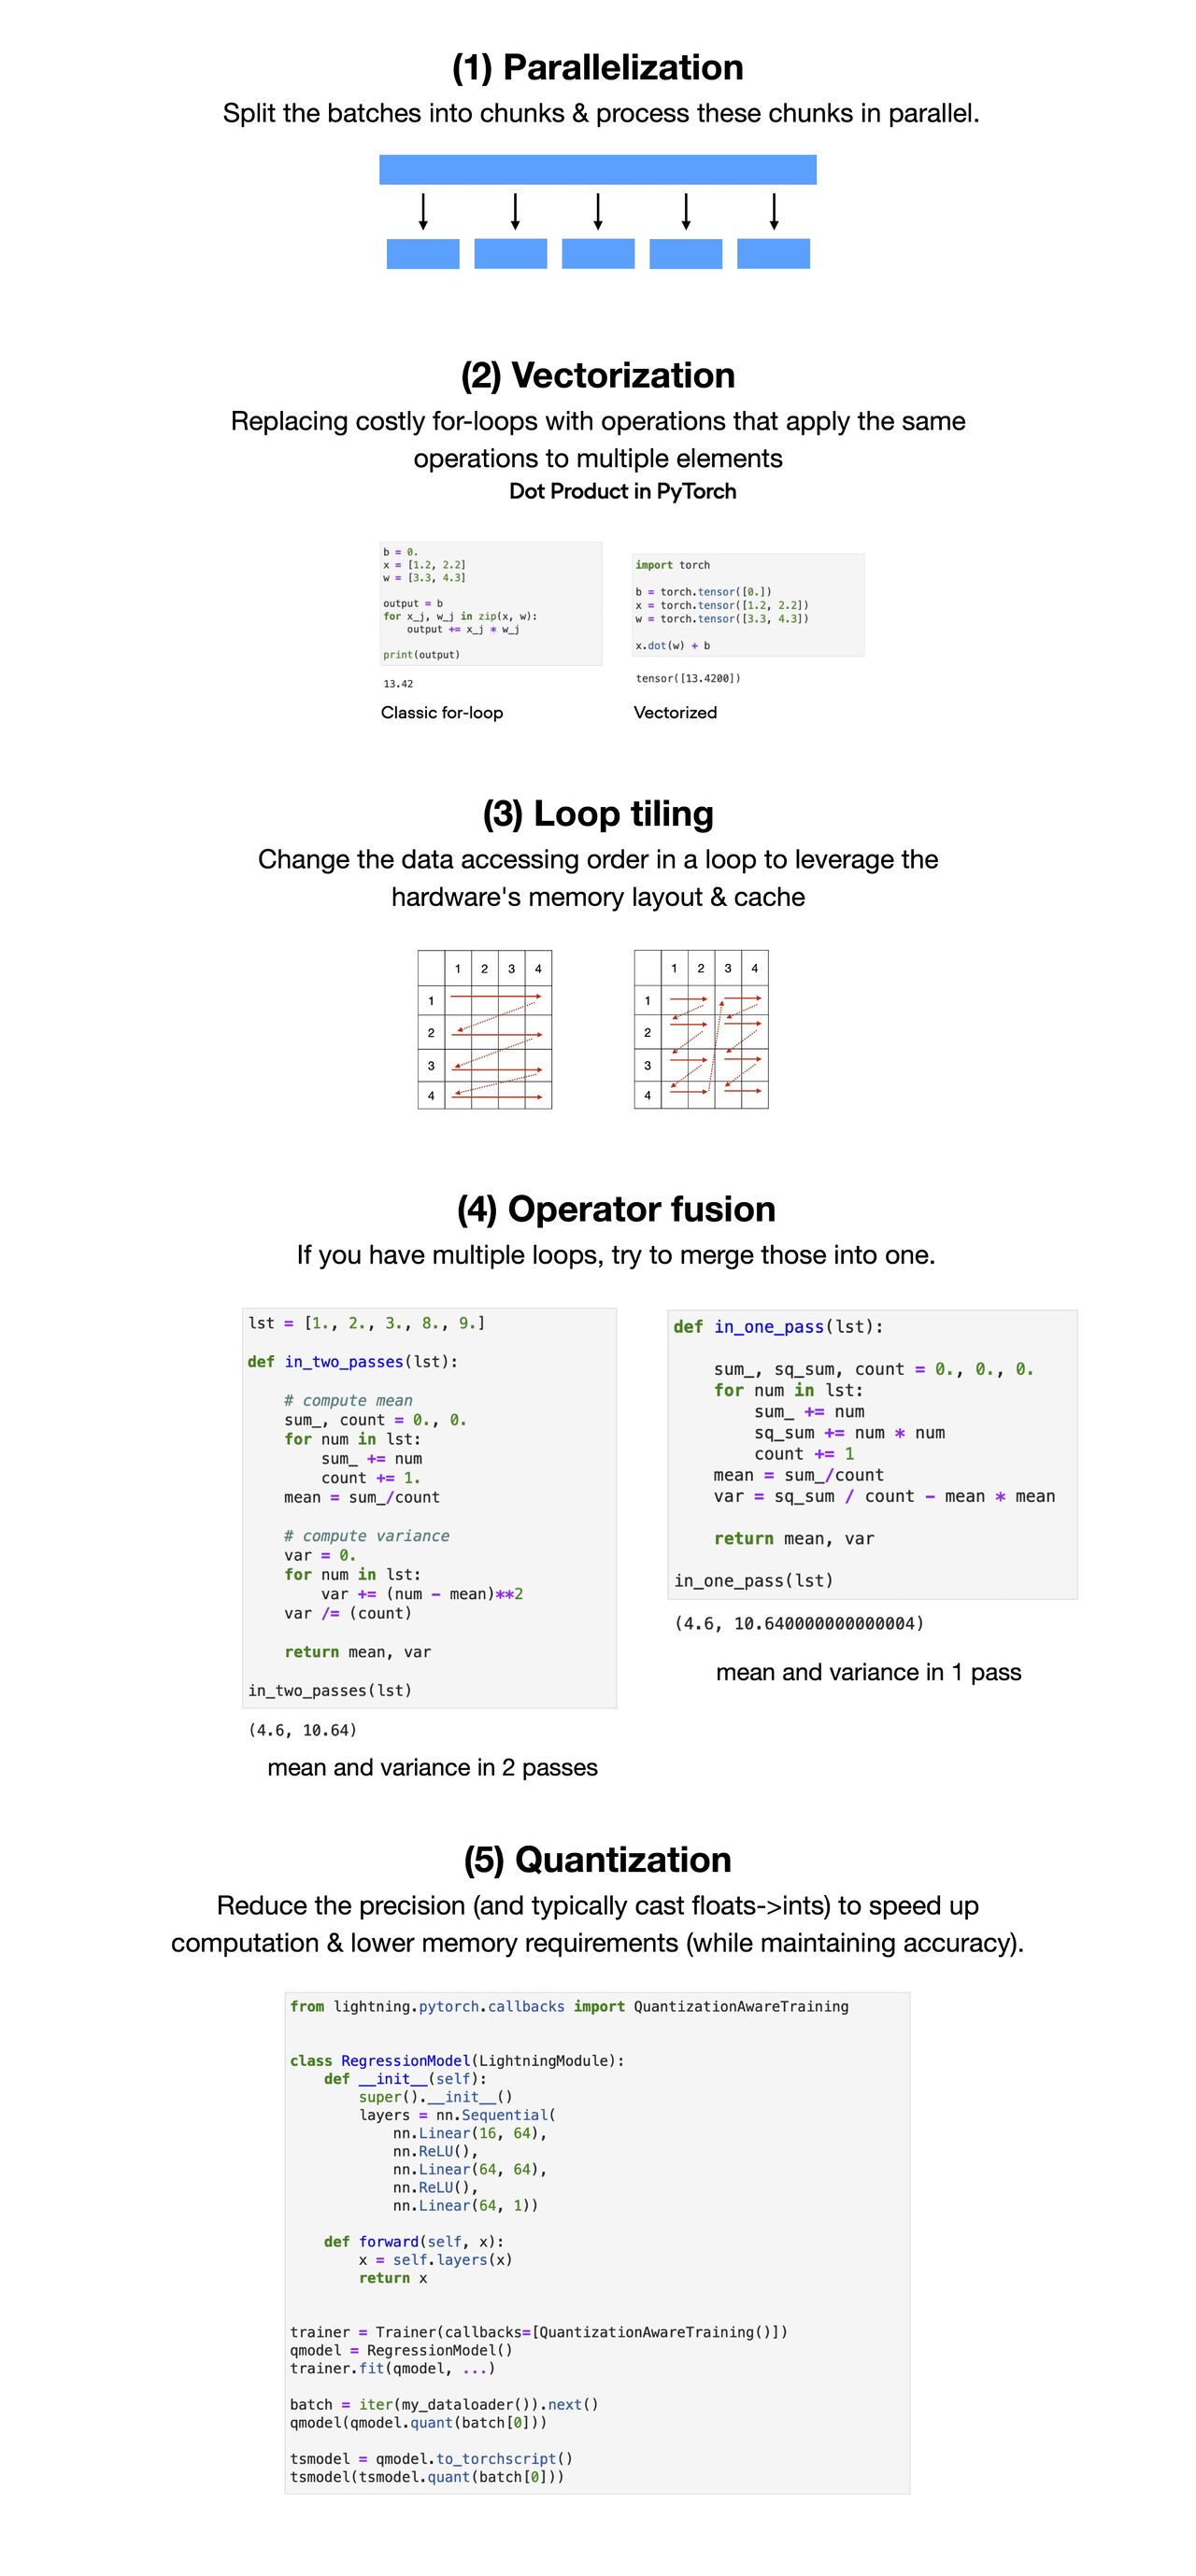 (1) Parallelization
Split the batches into chunks & process these chunks in parallel.
(2) Vectorization
Replacing costly for-loops with operations that apply the same
operations to multiple elements
Dot Product in PyTorch
b = 0.
x = [1.2, 2.2]
w = [3.3, 4.3]
output = b
for x_j, w_j in zip(x, w):
    output += x_j * w_j
print(output)
13.42
Classic for-loop
import torch
b = torch.tensor([0.])
x = torch.tensor([1.2, 2.2])
w = torch.tensor([3.3, 4.3])
x.dot(w) + b
tensor([13.4200])
Vectorized
(3) Loop tiling
Change the data accessing order in a loop to leverage the
hardware's memory layout & cache
1 2 3 4
1
2
3
4
1 2 3 4
1
2
3
4
(4) Operator fusion
If you have multiple loops, try to merge those into one.
lst = [1., 2., 3., 8., 9.]
def in_two_passes(lst):
    # compute mean
    sum_, count = 0., 0.
    for num in lst:
        sum_ += num
        count += 1.
    mean = sum_/count
    # compute variance
    var = 0.
    for num in lst:
        var += (num - mean)**2
    var /= (count)
    return mean, var
in_two_passes(lst)
(4.6, 10.64)
mean and variance in 2 passes
def in_one_pass(lst):
    sum_, sq_sum, count = 0., 0., 0.
    for num in lst:
        sum_ += num
        sq_sum += num * num
        count += 1
    mean = sum_/count
    var = sq_sum / count - mean * mean
    return mean, var
in_one_pass(lst)
(4.6, 10.640000000000004)
mean and variance in 1 pass
(5) Quantization
Reduce the precision (and typically cast floats->ints) to speed up
computation & lower memory requirements (while maintaining accuracy).
from lightning.pytorch.callbacks import QuantizationAwareTraining
class RegressionModel(LightningModule):
    def __init__(self):
        super().__init__()
        layers = nn.Sequential(
            nn.Linear(16, 64),
            nn.ReLU(),
            nn.Linear(64, 64),
            nn.ReLU(),
            nn.Linear(64, 1))
    def forward(self, x):
        x = self.layers(x)
        return x
trainer = Trainer(callbacks=[QuantizationAwareTraining()])
qmodel = RegressionModel()
trainer.fit(qmodel, ...)
batch = iter(my_dataloader()).next()
qmodel(qmodel.quant(batch[0]))
tsmodel = qmodel.to_torchscript()
tsmodel(tsmodel.quant(batch[0]))